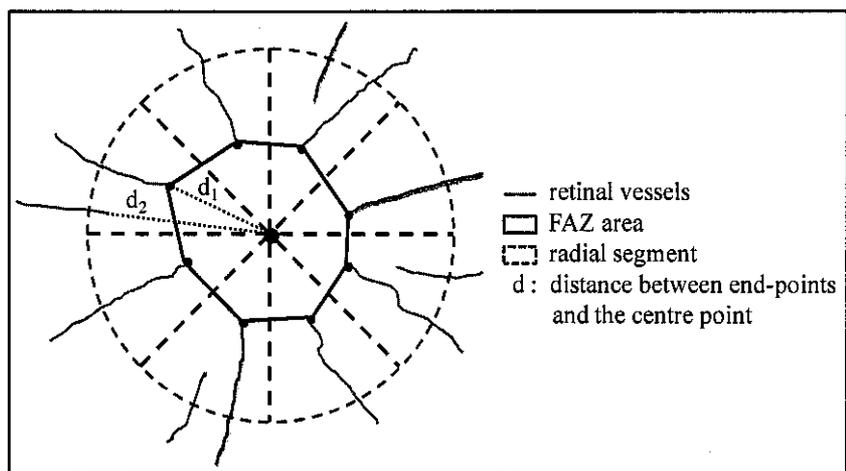 d₁
d₂
retinal vessels
FAZ area
radial segment
d : distance between end-points
and the centre point